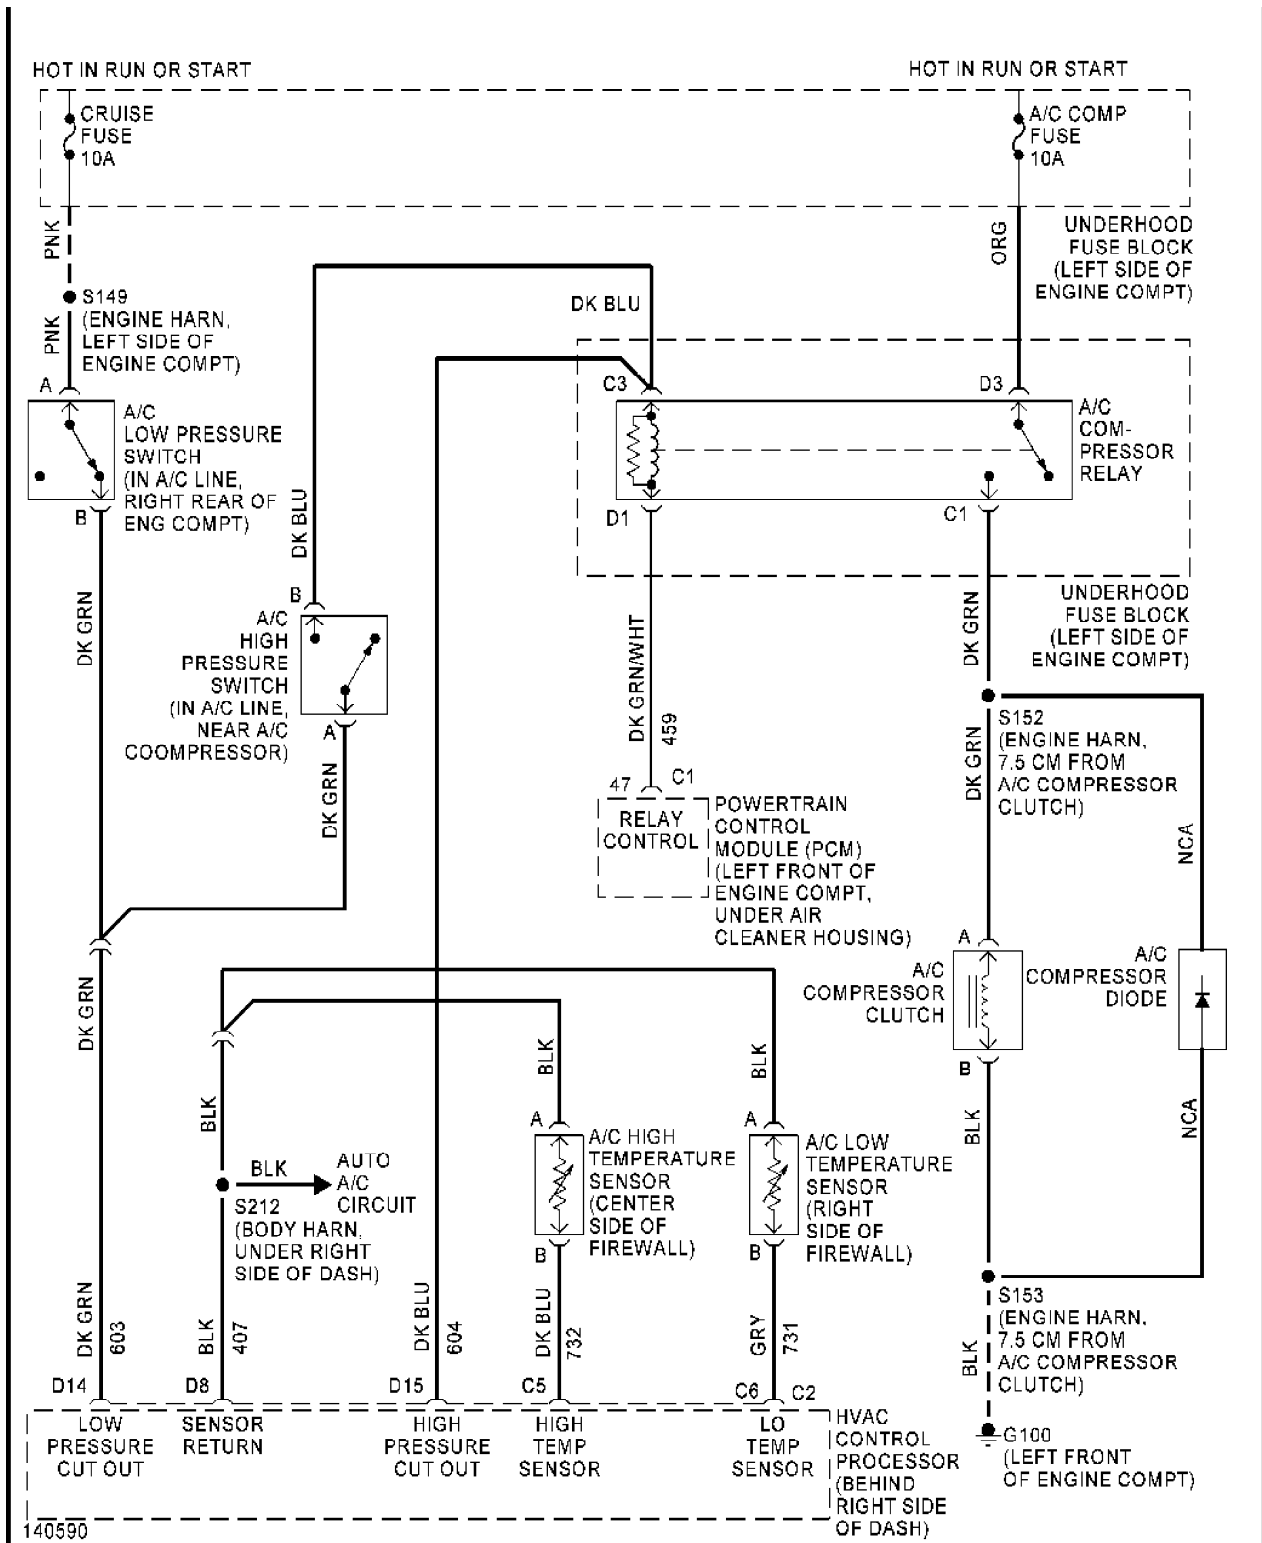 HOT IN RUN OR START
HOT IN RUN OR START
CRUISE
FUSE
10A
A/C COMP
FUSE
10A
PNK
ORG
UNDERHOOD
FUSE BLOCK
(LEFT SIDE OF
ENGINE COMPT)
S149
(ENGINE HARN,
LEFT SIDE OF
ENGINE COMPT)
PNK
DK BLU
A
C3
D3
A/C
LOW PRESSURE
SWITCH
(IN A/C LINE,
RIGHT REAR OF
ENG COMPT)
A/C
COM-
PRESSOR
RELAY
B
D1
C1
DK BLU
DK GRN
B
A/C
HIGH
PRESSURE
SWITCH
(IN A/C LINE,
NEAR A/C
COOMPRESSOR)
A
DK GRN
DK GRN/WHT
459
DK GRN
UNDERHOOD
FUSE BLOCK
(LEFT SIDE OF
ENGINE COMPT)
S152
(ENGINE HARN,
7.5 CM FROM
A/C COMPRESSOR
CLUTCH)
DK GRN
47
C1
RELAY
CONTROL
POWERTRAIN
CONTROL
MODULE (PCM)
(LEFT FRONT OF
ENGINE COMPT,
UNDER AIR
CLEANER HOUSING)
NCA
A
A/C
COMPRESSOR
CLUTCH
A/C
COMPRESSOR
DIODE
B
DK GRN
BLK
BLK
BLK
BLK
NCA
A
A/C HIGH
TEMPERATURE
SENSOR
(CENTER
SIDE OF
FIREWALL)
B
A
A/C LOW
TEMPERATURE
SENSOR
(RIGHT
SIDE OF
FIREWALL)
B
BLK
AUTO
A/C
CIRCUIT
S212
(BODY HARN,
UNDER RIGHT
SIDE OF DASH)
S153
(ENGINE HARN,
7.5 CM FROM
A/C COMPRESSOR
CLUTCH)
BLK
DK GRN
603
BLK
407
DK BLU
604
DK BLU
732
GRY
731
D14
D8
D15
C5
C6
C2
LOW
PRESSURE
CUT OUT
SENSOR
RETURN
HIGH
PRESSURE
CUT OUT
HIGH
TEMP
SENSOR
LO
TEMP
SENSOR
HVAC
CONTROL
PROCESSOR
(BEHIND
RIGHT SIDE
OF DASH)
G100
(LEFT FRONT
OF ENGINE COMPT)
140590